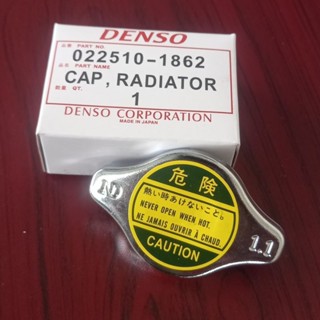 DENSO
品番 PART NO.
022510-1862
品名 PART NAME
CAP, RADIATOR
数量 QT.
1
DENSO CORPORATION
MADE IN JAPAN
危険
熱い時あけないこと。
NEVER OPEN WHEN HOT.
NE JAMAIS OUVRIR À CHAUD.
CAUTION
ND
1.1